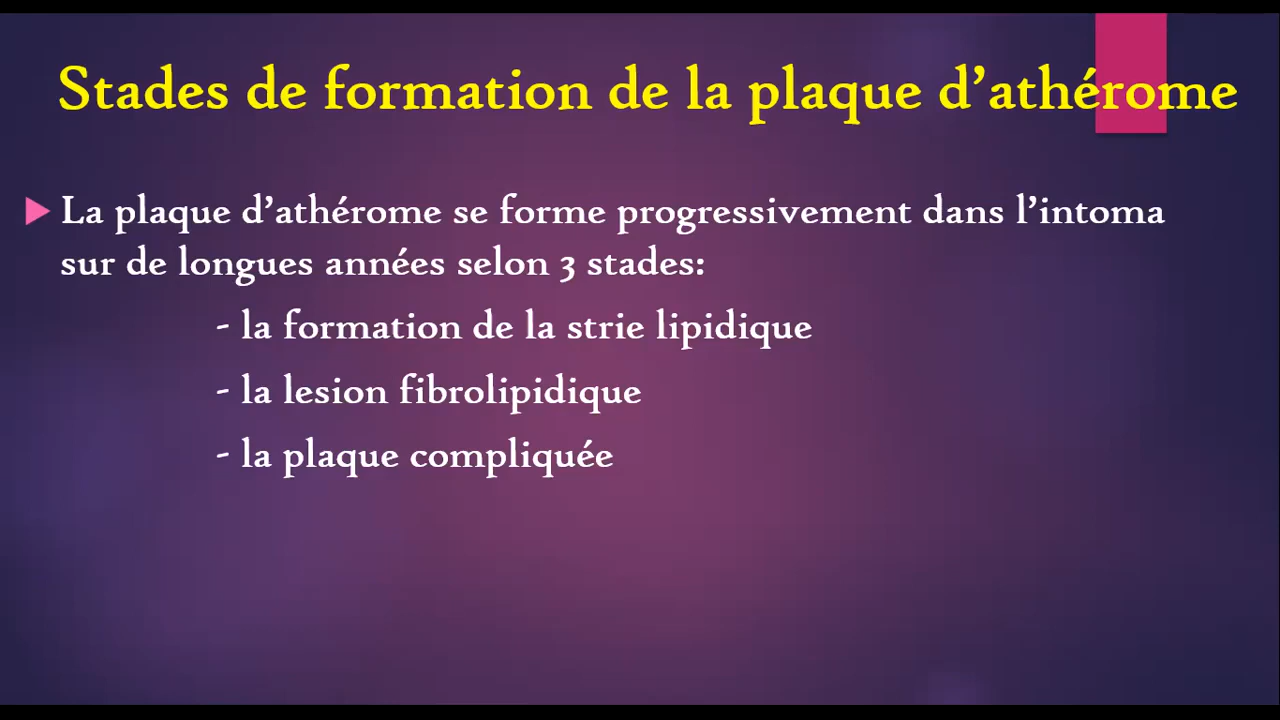 Stades de formation de la plaque d’athérome
La plaque d’athérome se forme progressivement dans l’intoma
sur de longues années selon 3 stades:
- la formation de la strie lipidique
- la lesion fibrolipidique
- la plaque compliquée